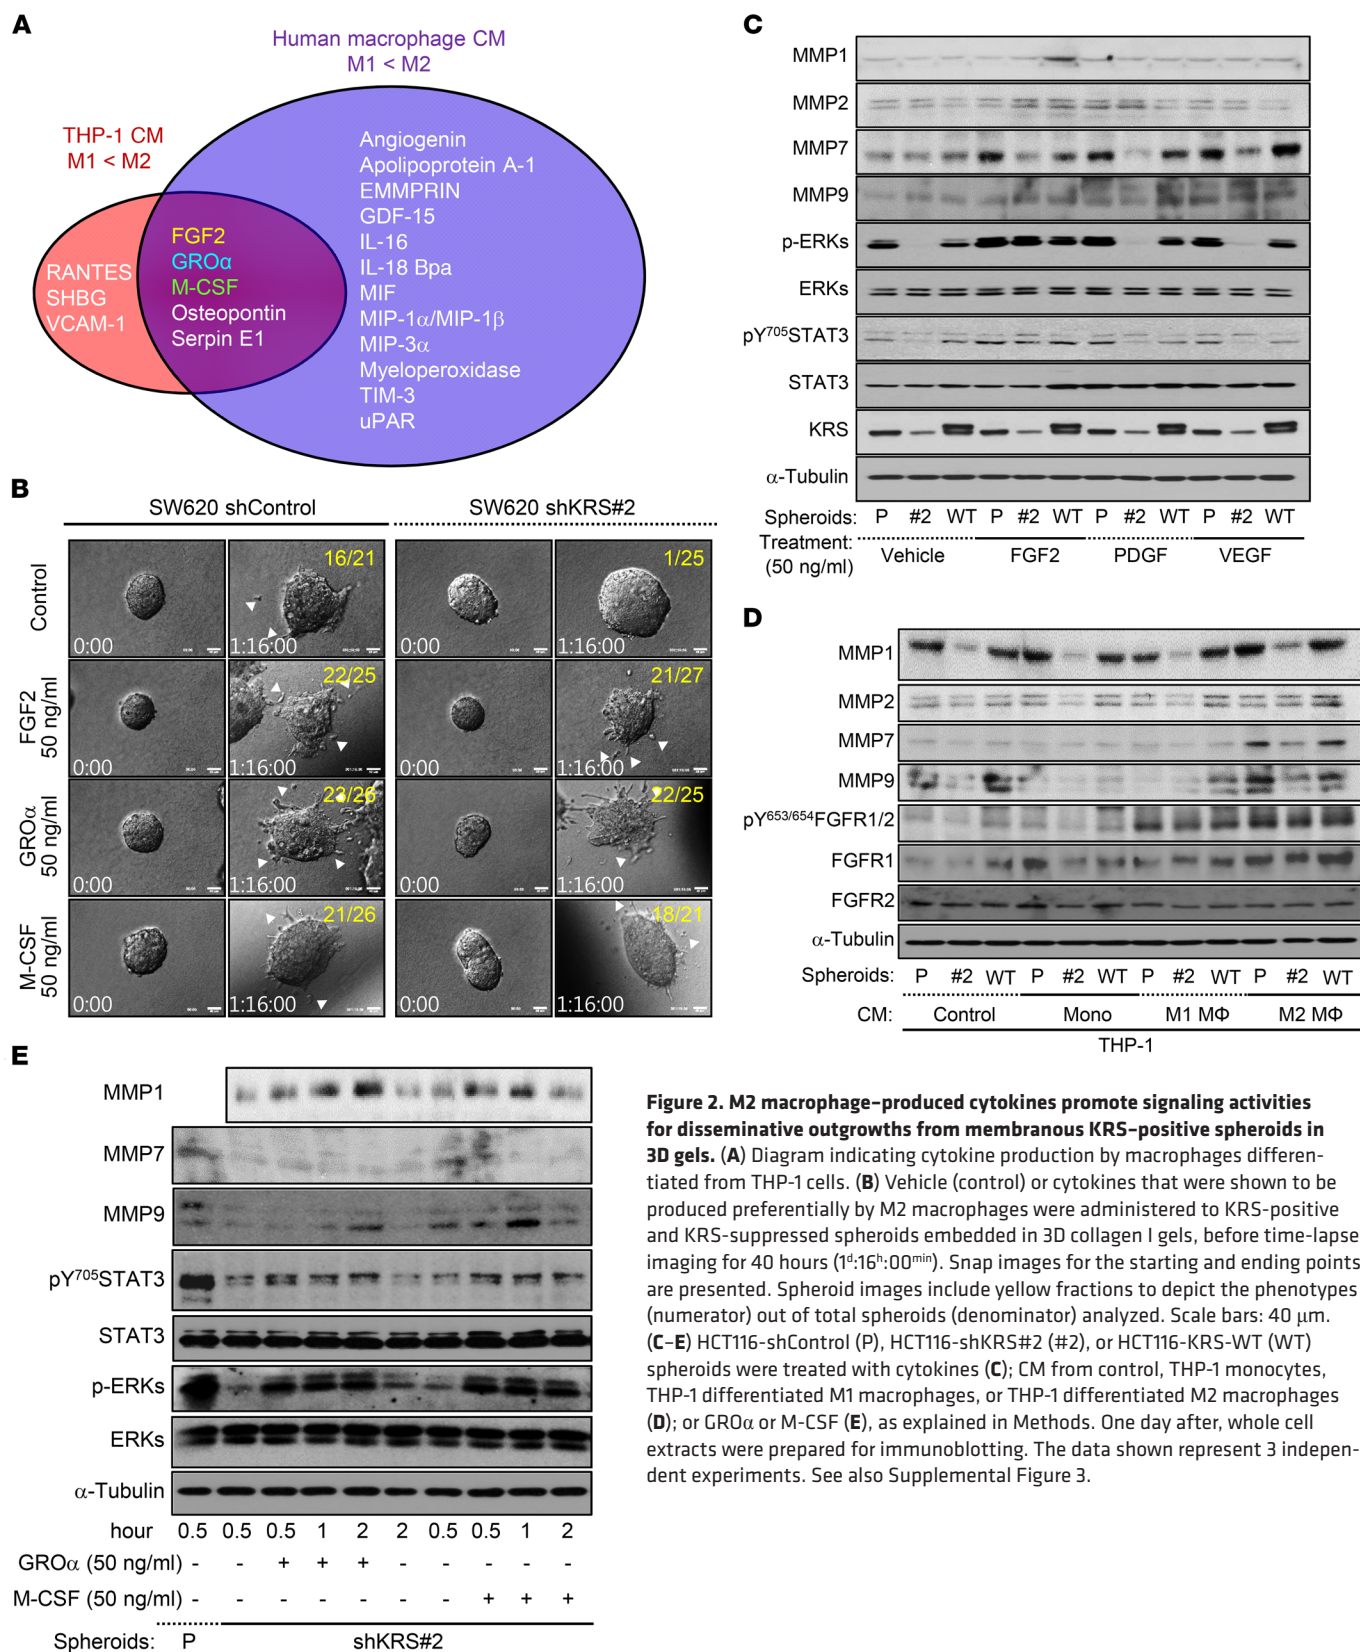 A
Human macrophage CM
M1 < M2
THP-1 CM
M1 < M2
FGF2
GROα
M-CSF
Osteopontin
Serpin E1
RANTES
SHBG
VCAM-1
Angiogenin
Apolipoprotein A-1
EMMPRIN
GDF-15
IL-16
IL-18 Bpa
MIF
MIP-1α/MIP-1β
MIP-3α
Myeloperoxidase
TIM-3
uPAR
B
SW620 shControl SW620 shKRS#2
Control
0:00 16/21 1:16:00 0:00 1/25 1:16:00
FGF2
50 ng/ml
0:00 22/25 1:16:00 0:00 21/27 1:16:00
GROα
50 ng/ml
0:00 23/26 1:16:00 0:00 22/25 1:16:00
M-CSF
50 ng/ml
0:00 21/26 1:16:00 0:00 18/21 1:16:00
C
MMP1
MMP2
MMP7
MMP9
p-ERKs
ERKs
pY705STAT3
STAT3
KRS
α-Tubulin
Spheroids: P #2 WT P #2 WT P #2 WT P #2 WT
Treatment:
(50 ng/ml)
Vehicle FGF2 PDGF VEGF
D
MMP1
MMP2
MMP7
MMP9
pY653/654FGFR1/2
FGFR1
FGFR2
α-Tubulin
Spheroids: P #2 WT P #2 WT P #2 WT P #2 WT
CM: Control Mono M1 MΦ M2 MΦ
THP-1
E
MMP1
MMP7
MMP9
pY705STAT3
STAT3
p-ERKs
ERKs
α-Tubulin
hour 0.5 0.5 0.5 1 2 2 0.5 0.5 1 2
GROα (50 ng/ml) - - + + + - - - - -
M-CSF (50 ng/ml) - - - - - - - + + +
Spheroids: P shKRS#2
Figure 2. M2 macrophage–produced cytokines promote signaling activities
for disseminative outgrowths from membranous KRS–positive spheroids in
3D gels. (A) Diagram indicating cytokine production by macrophages differen-
tiated from THP-1 cells. (B) Vehicle (control) or cytokines that were shown to be
produced preferentially by M2 macrophages were administered to KRS-positive
and KRS-suppressed spheroids embedded in 3D collagen I gels, before time-lapse
imaging for 40 hours (1d:16h:00min). Snap images for the starting and ending points
are presented. Spheroid images include yellow fractions to depict the phenotypes
(numerator) out of total spheroids (denominator) analyzed. Scale bars: 40 μm.
(C–E) HCT116-shControl (P), HCT116-shKRS#2 (#2), or HCT116-KRS-WT (WT)
spheroids were treated with cytokines (C); CM from control, THP-1 monocytes,
THP-1 differentiated M1 macrophages, or THP-1 differentiated M2 macrophages
(D); or GROα or M-CSF (E), as explained in Methods. One day after, whole cell
extracts were prepared for immunoblotting. The data shown represent 3 indepen-
dent experiments. See also Supplemental Figure 3.